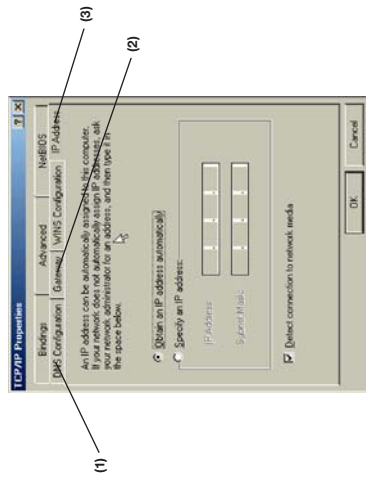 TCP/IP Properties
Bindings Advanced NetBIOS
DNS Configuration Gateway WINS Configuration IP Address
An IP address can be automatically assigned to this computer.
If your network does not automatically assign IP addresses, ask
your network administrator for an address, and then type it in
the space below.
Obtain an IP address automatically
Specify an IP address:
IP Address:
Subnet Mask:
Detect connection to network media
OK Cancel
(1)
(2)
(3)